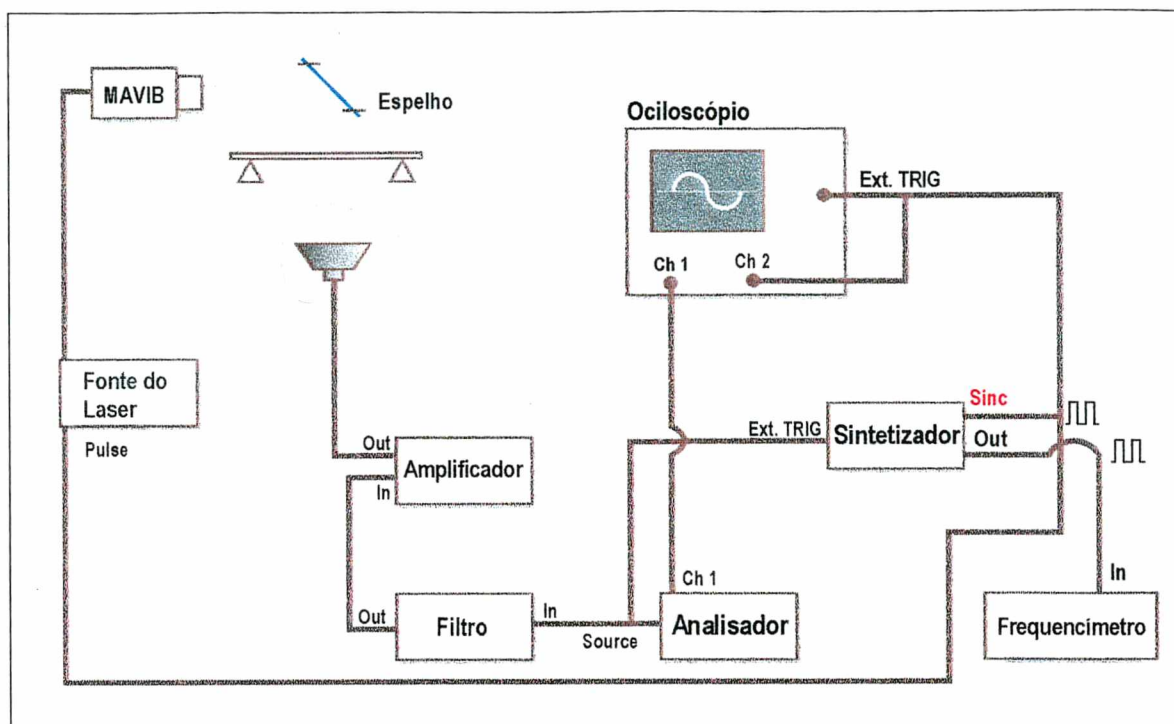 MAVIB
Espelho
Ociloscópio
Ext. TRIG
Ch 1
Ch 2
Fonte do
Laser
Pulse
Sinc
Ext. TRIG
Sintetizador
Out
Out
Amplificador
In
Ch 1
In
Out
Filtro
In
Source
Analisador
Frequencímetro